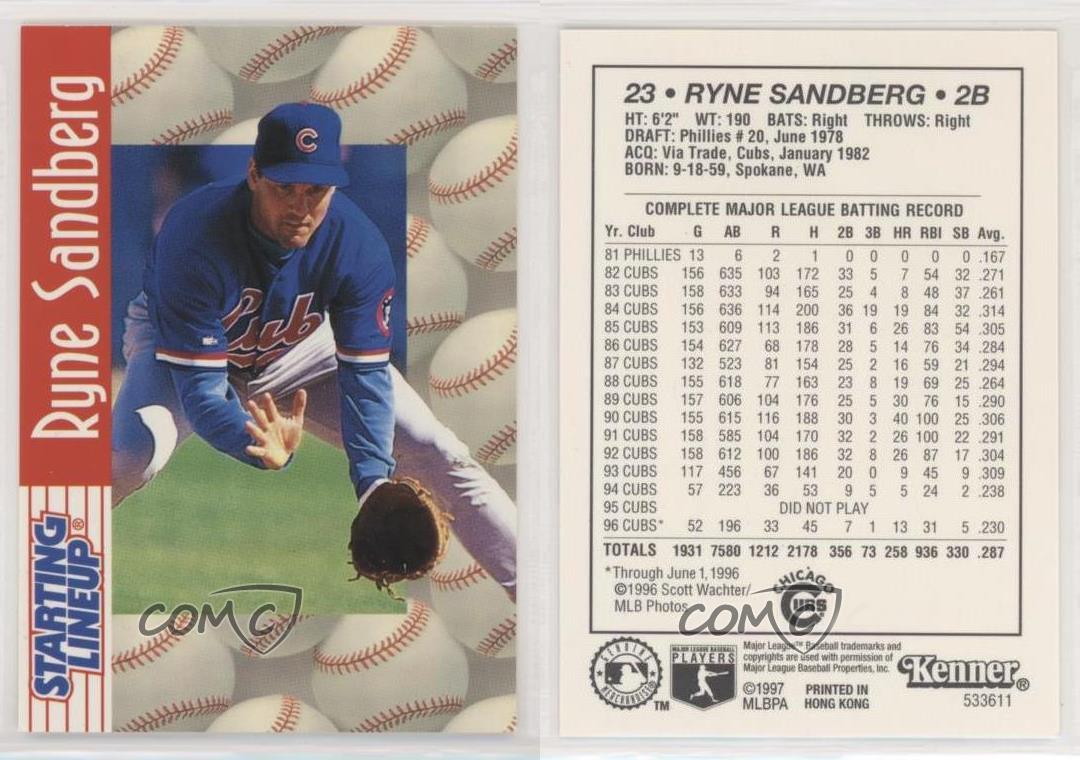 Ryne Sandberg
STARTING
LINEUP®
C
Cubs
COMC
23 • RYNE SANDBERG • 2B
HT: 6'2" WT: 190 BATS: Right THROWS: Right
DRAFT: Phillies # 20, June 1978
ACQ: Via Trade, Cubs, January 1982
BORN: 9-18-59, Spokane, WA
COMPLETE MAJOR LEAGUE BATTING RECORD
Yr. Club G AB R H 2B 3B HR RBI SB Avg.
81 PHILLIES 13 6 2 1 0 0 0 0 0 .167
82 CUBS 156 635 103 172 33 5 7 54 32 .271
83 CUBS 158 633 94 165 25 4 8 48 37 .261
84 CUBS 156 636 114 200 36 19 19 84 32 .314
85 CUBS 153 609 113 186 31 6 26 83 54 .305
86 CUBS 154 627 68 178 28 5 14 76 34 .284
87 CUBS 132 523 81 154 25 2 16 59 21 .294
88 CUBS 155 618 77 163 23 8 19 69 25 .264
89 CUBS 157 606 104 176 25 5 30 76 15 .290
90 CUBS 155 615 116 188 30 3 40 100 25 .306
91 CUBS 158 585 104 170 32 2 26 100 22 .291
92 CUBS 158 612 100 186 32 8 26 87 17 .304
93 CUBS 117 456 67 141 20 0 9 45 9 .309
94 CUBS 57 223 36 53 9 5 5 24 2 .238
95 CUBS DID NOT PLAY
96 CUBS* 52 196 33 45 7 1 13 31 5 .230
TOTALS 1931 7580 1212 2178 356 73 258 936 330 .287
*Through June 1, 1996
©1996 Scott Wachter/
MLB Photos
CHICAGO
CUBS
COMC
GENUINE
MERCHANDISE
TM
MAJOR LEAGUE BASEBALL
PLAYERS
Major League™ Baseball trademarks and
copyrights are used with permission of
Major League Baseball Properties, Inc.
©1997
MLBPA
PRINTED IN
HONG KONG
Kenner®
533611